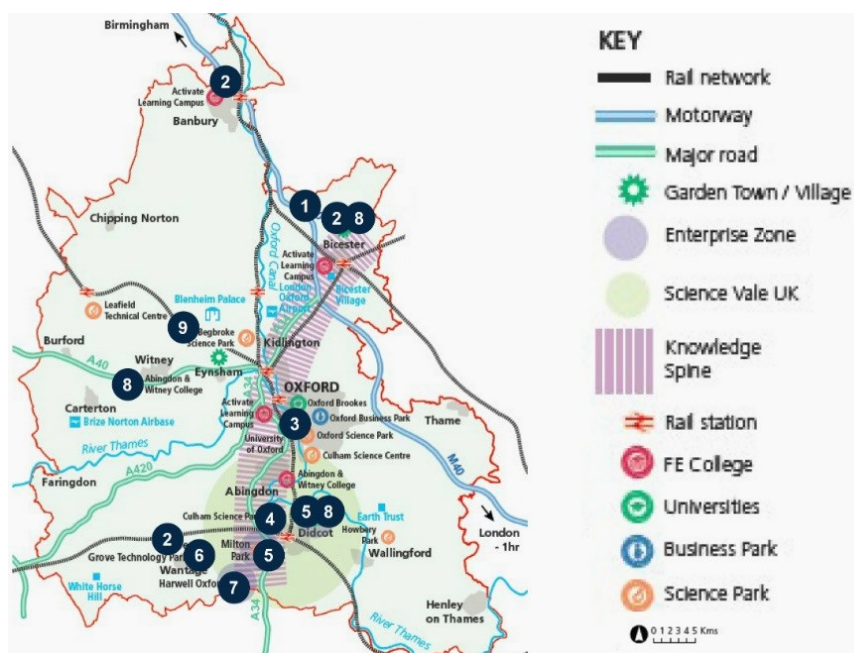 Birmingham
2
Activate
Learning Campus
Banbury
1
2
8
Chipping Norton
Oxford Canal
Bicester
Activate
Learning
Campus
London
Oxford
Airport
Bicester
Village
Leafield
Technical Centre
Blenheim Palace
9
Begbroke
Science Park
Kidlington
Burford
A40
Witney
Eynsham
8
Abingdon
& Witney College
A34
OXFORD
Oxford Brookes
Oxford Business Park
Carterton
Brize Norton Airbase
Activate
Learning
Campus
3
Oxford Science Park
Thame
University
of Oxford
Culham Science Centre
River Thames
A420
M40
Faringdon
Abingdon &
Witney College
Abingdon
Culham Science Par
4
5
8
Earth Trust
London
- 1hr
2
Didcot
Howbery
Park
Grove Technology Par
6
Milton
Park
5
Wallingford
Wantage
Harwell Oxfor
7
White Horse
Hill
A34
Henley
on Thames
River Thames
KEY
Rail network
Motorway
Major road
Garden Town / Village
Enterprise Zone
Science Vale UK
Knowledge
Spine
Rail station
FE College
Universities
Business Park
Science Park
0 1 2 3 4 5 Kms